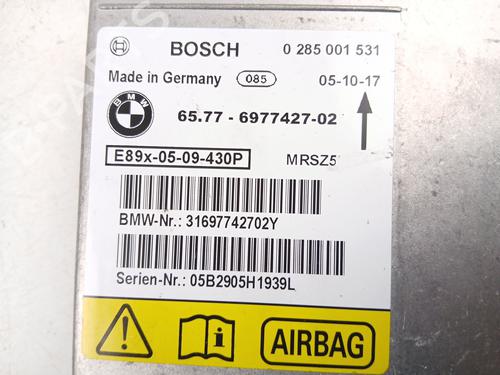 BOSCH 0 285 001 531
Made in Germany 085 05-10-17
BMW
65.77 - 6977427-02
E89x-05-09-430P MRSZ5
BMW-Nr.: 31697742702Y
Serien-Nr.: 05B2905H1939L
AIRBAG